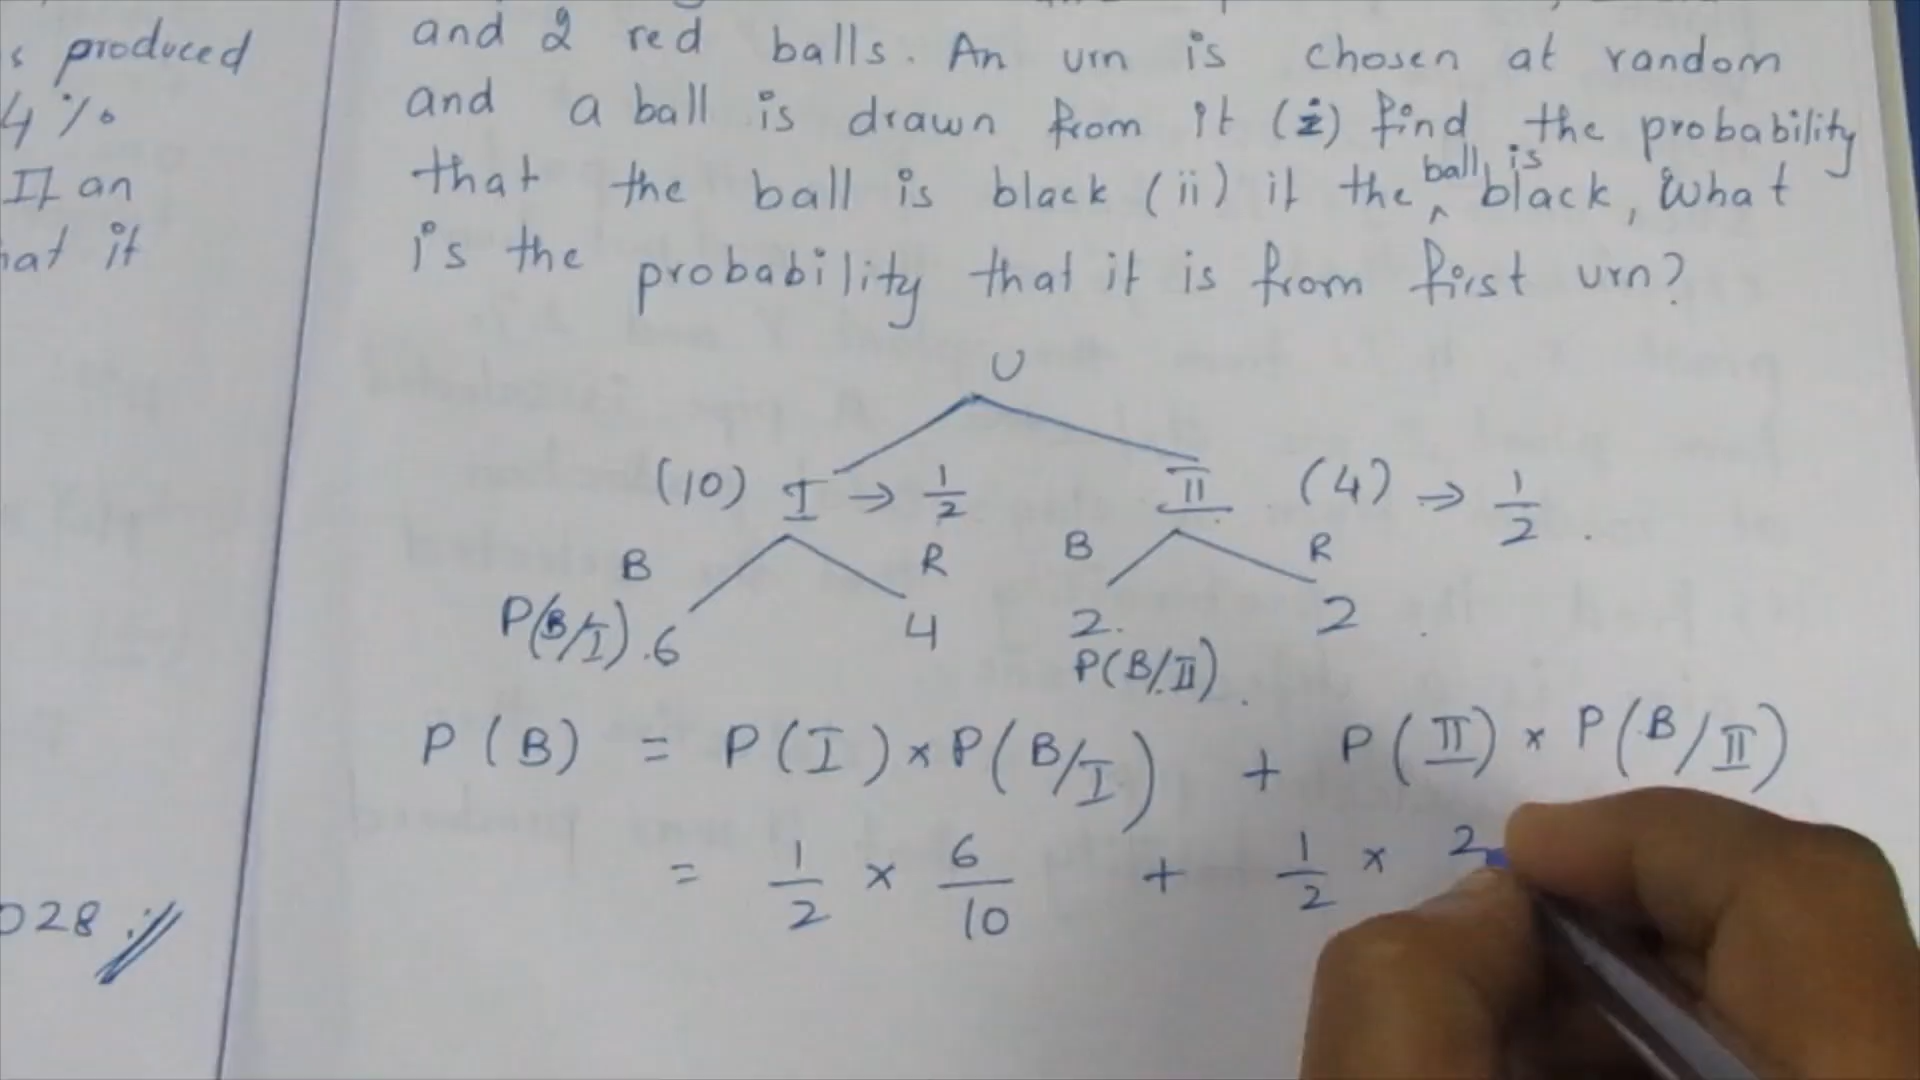 s produced
4%
If an
hat it
028
and 2 red balls. An urn is chosen at random
and a ball is drawn from it (i) find the probability
that the ball is black (ii) if the ball is black, what
is the probability that it is from first urn?
U
(10) I → 1/2 II (4) → 1/2
B R B R
P(B/I) 6 4 2 2
P(B/II)
P(B) = P(I) × P(B/I) + P(II) × P(B/II)
= 1/2 × 6/10 + 1/2 × 2